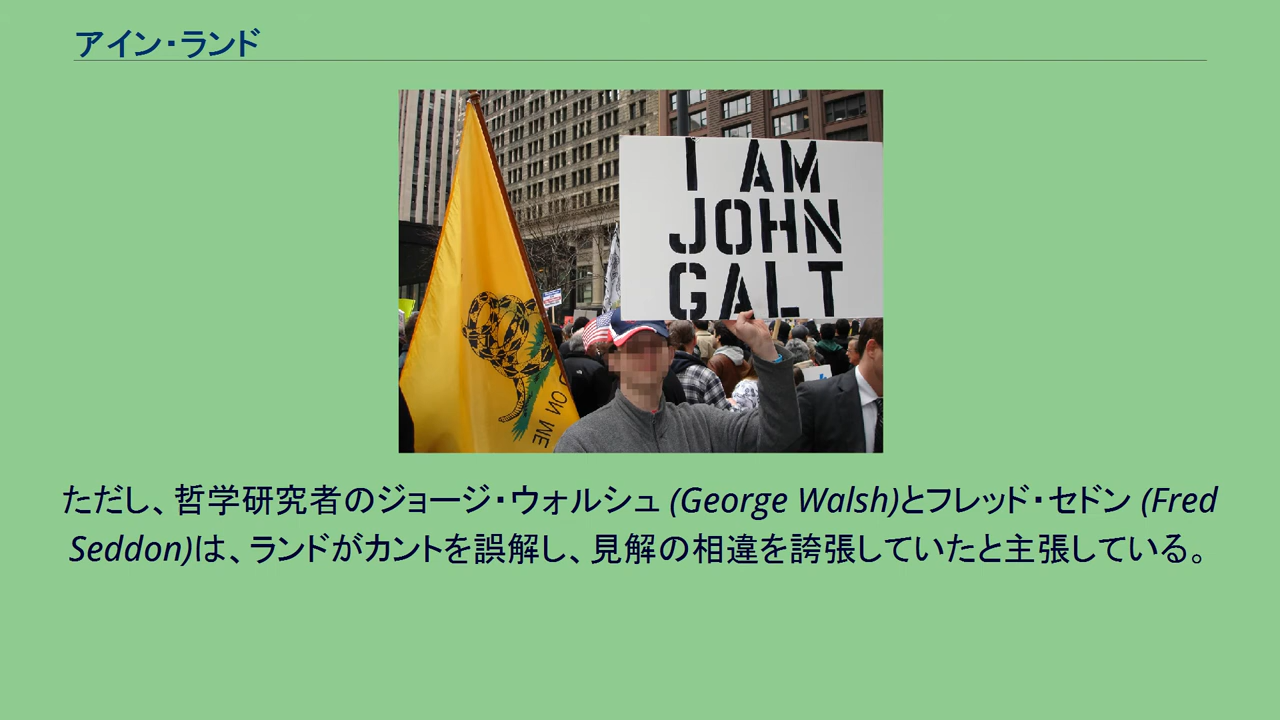 アイン・ランド
I AM
JOHN
GALT
ON ME
ただし、哲学研究者のジョージ・ウォルシュ (George Walsh)とフレッド・セドン (Fred
Seddon)は、ランドがカントを誤解し、見解の相違を誇張していたと主張している。